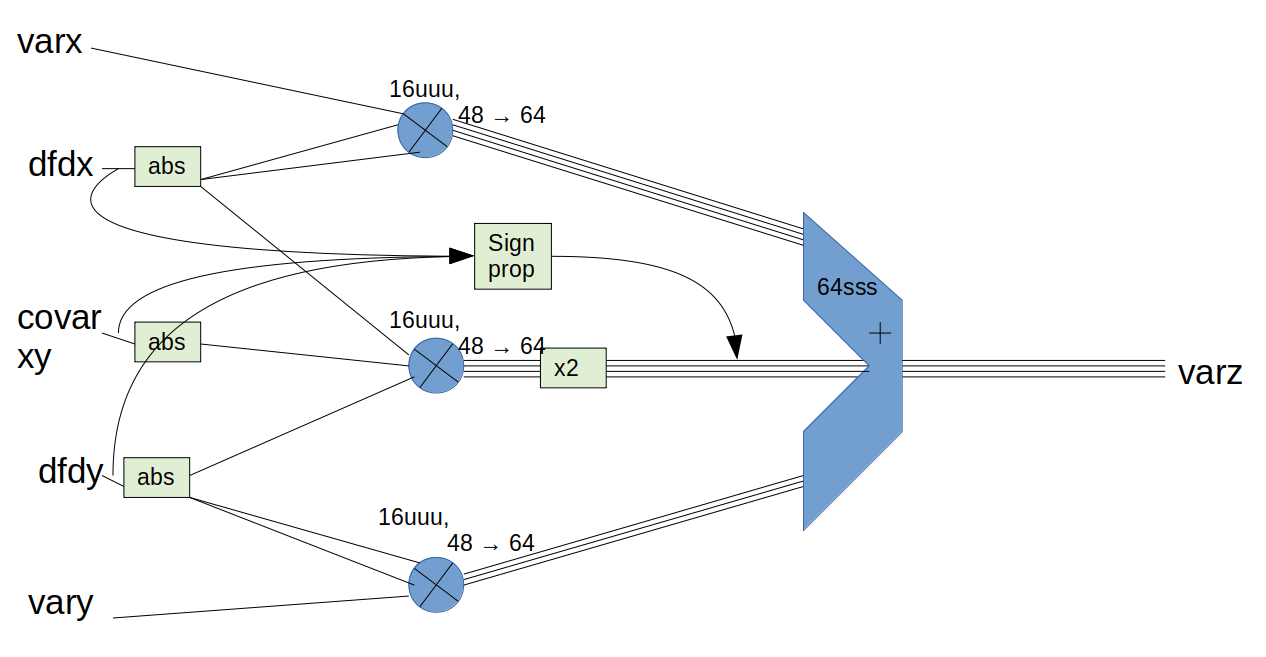 varx
16uuu,
48 → 64
dfdx
abs
Sign
prop
64sss
covar
xy
abs
16uuu,
48 → 64
x2
varz
dfdy
abs
16uuu,
48 → 64
vary